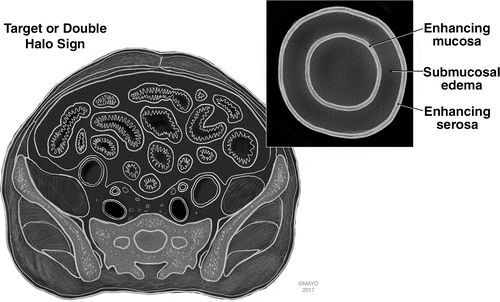 Target or Double
Halo Sign
Enhancing
mucosa
Submucosal
edema
Enhancing
serosa
©MAYO
2017